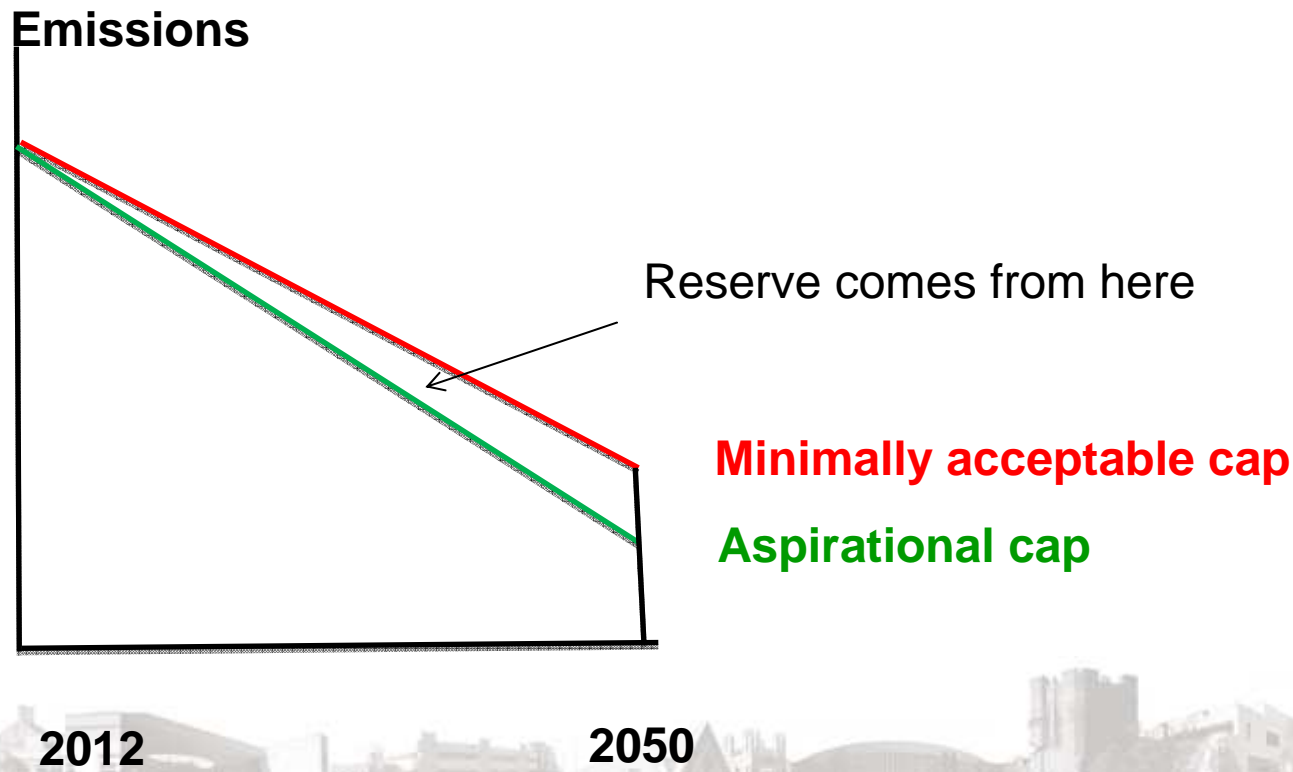 Emissions
Reserve comes from here
Minimally acceptable cap
Aspirational cap
2012
2050